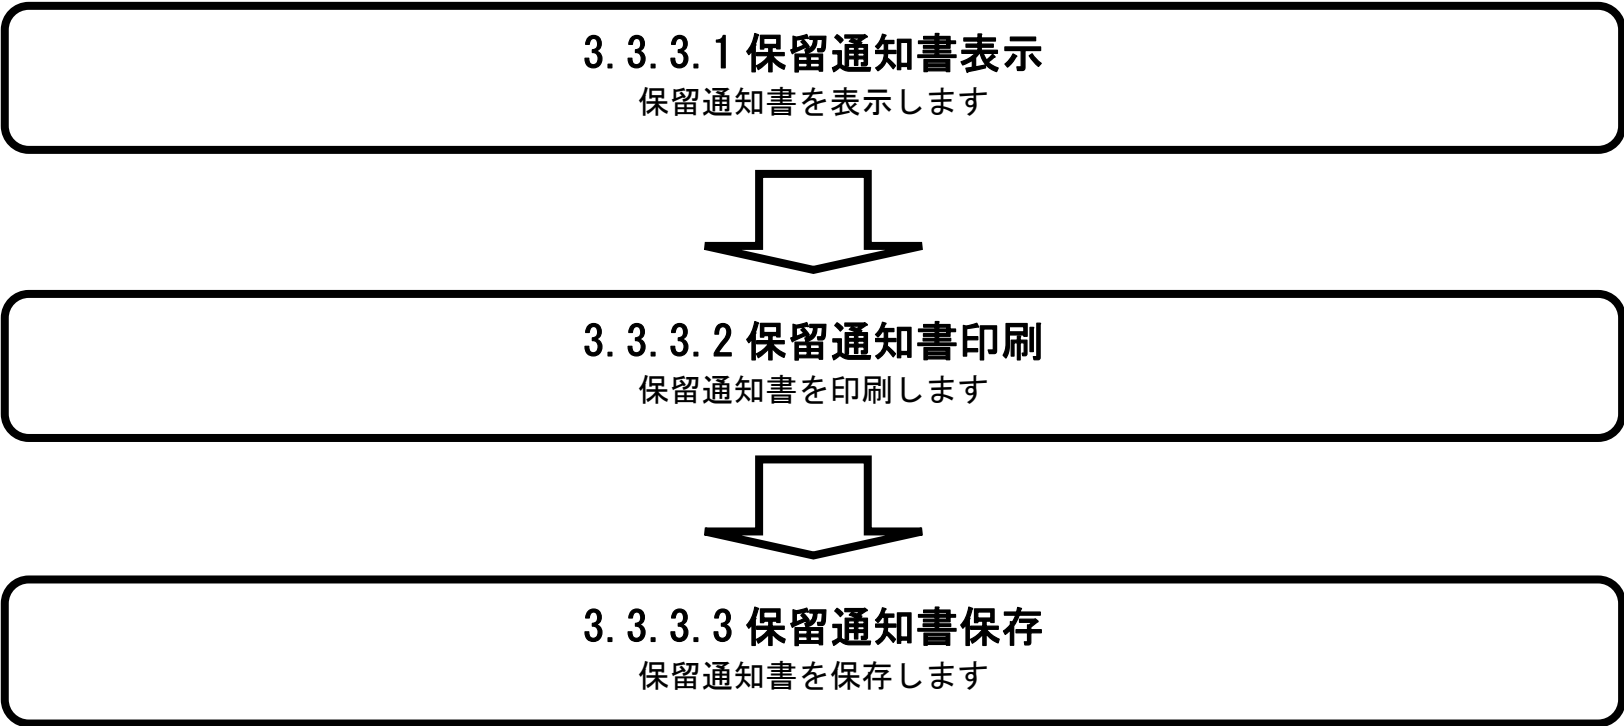 3.3.3.1 保留通知書表示
保留通知書を表示します
3.3.3.2 保留通知書印刷
保留通知書を印刷します
3.3.3.3 保留通知書保存
保留通知書を保存します